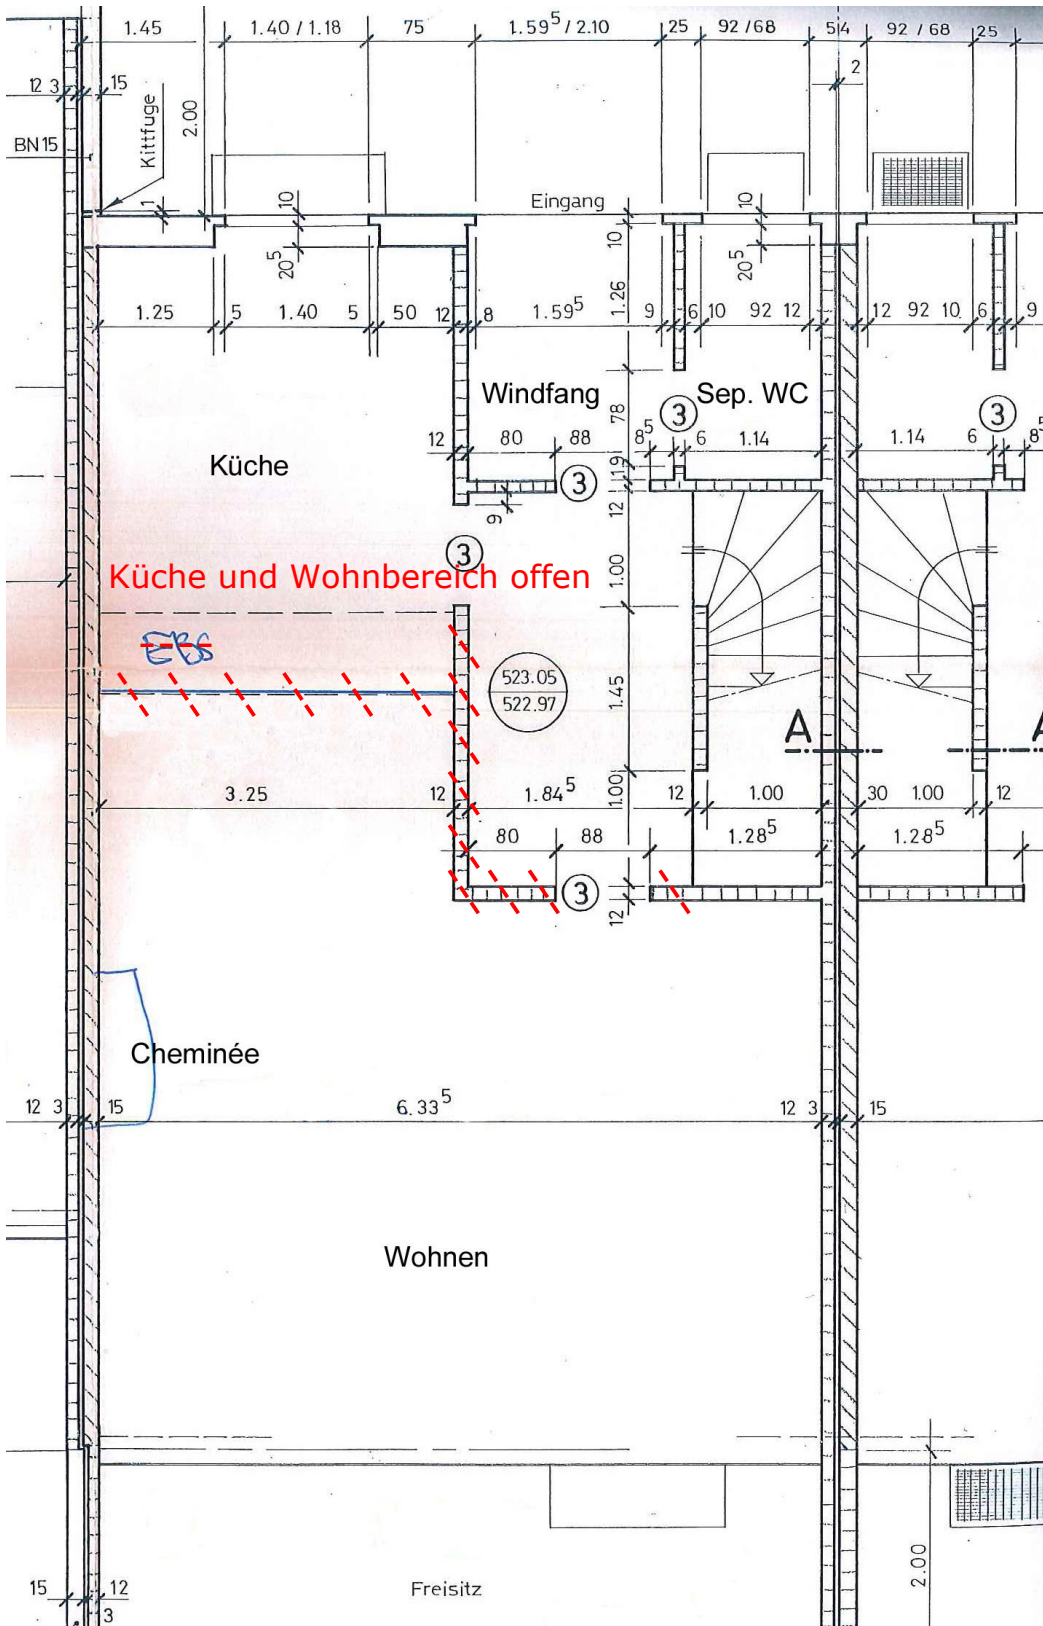 1.45 1.40 / 1.18 75 1.59⁵ / 2.10 25 92 / 68 5 4 92 / 68 25
2
12 3 15
Kittfuge
2.00
BN 15
1
10
Eingang
10
20⁵
10
20⁵
1.26
1.25 5 1.40 5 50 12 8 1.59⁵ 9 6 10 92 12 12 92 10 6 9
Windfang
Sep. WC
78
3
3
12 80 88 8⁵ 6 1.14 1.14 6 8⁵
Küche
19
3
9
12
3
1.00
Küche und Wohnbereich offen
EBS
523.05
522.97
1.45
A
A
3.25 12 1.84⁵ 1.00 12 1.00 30 1.00 12
80 88 1.28⁵ 1.28⁵
3
12
Cheminée
12 3 15 6.33⁵ 12 3 15
Wohnen
2.00
15 12
3
Freisitz